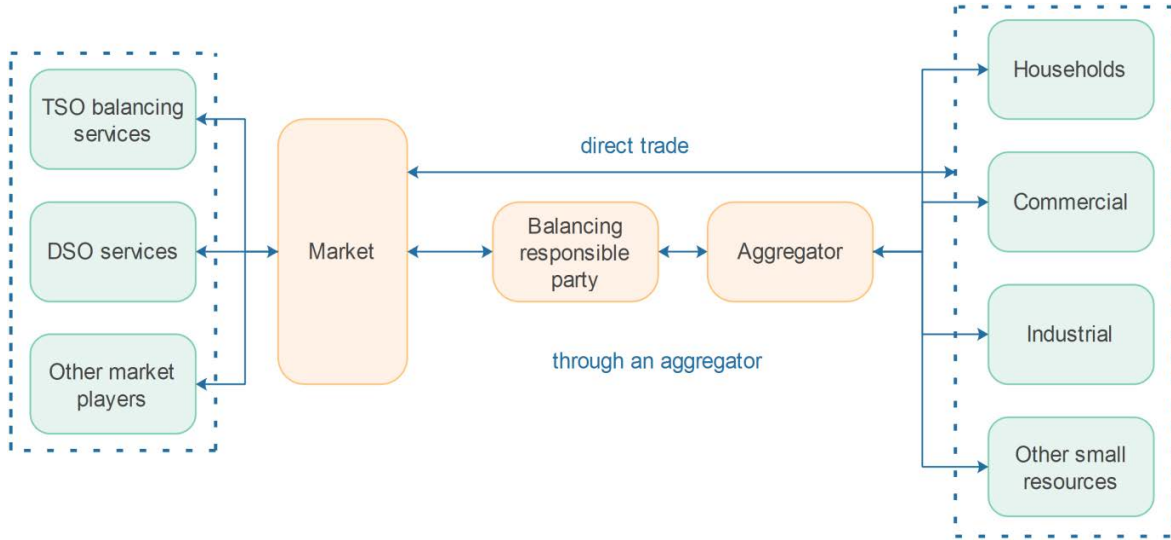 TSO balancing
services
DSO services
Other market
players
Market
direct trade
Balancing
responsible
party
Aggregator
through an aggregator
Households
Commercial
Industrial
Other small
resources